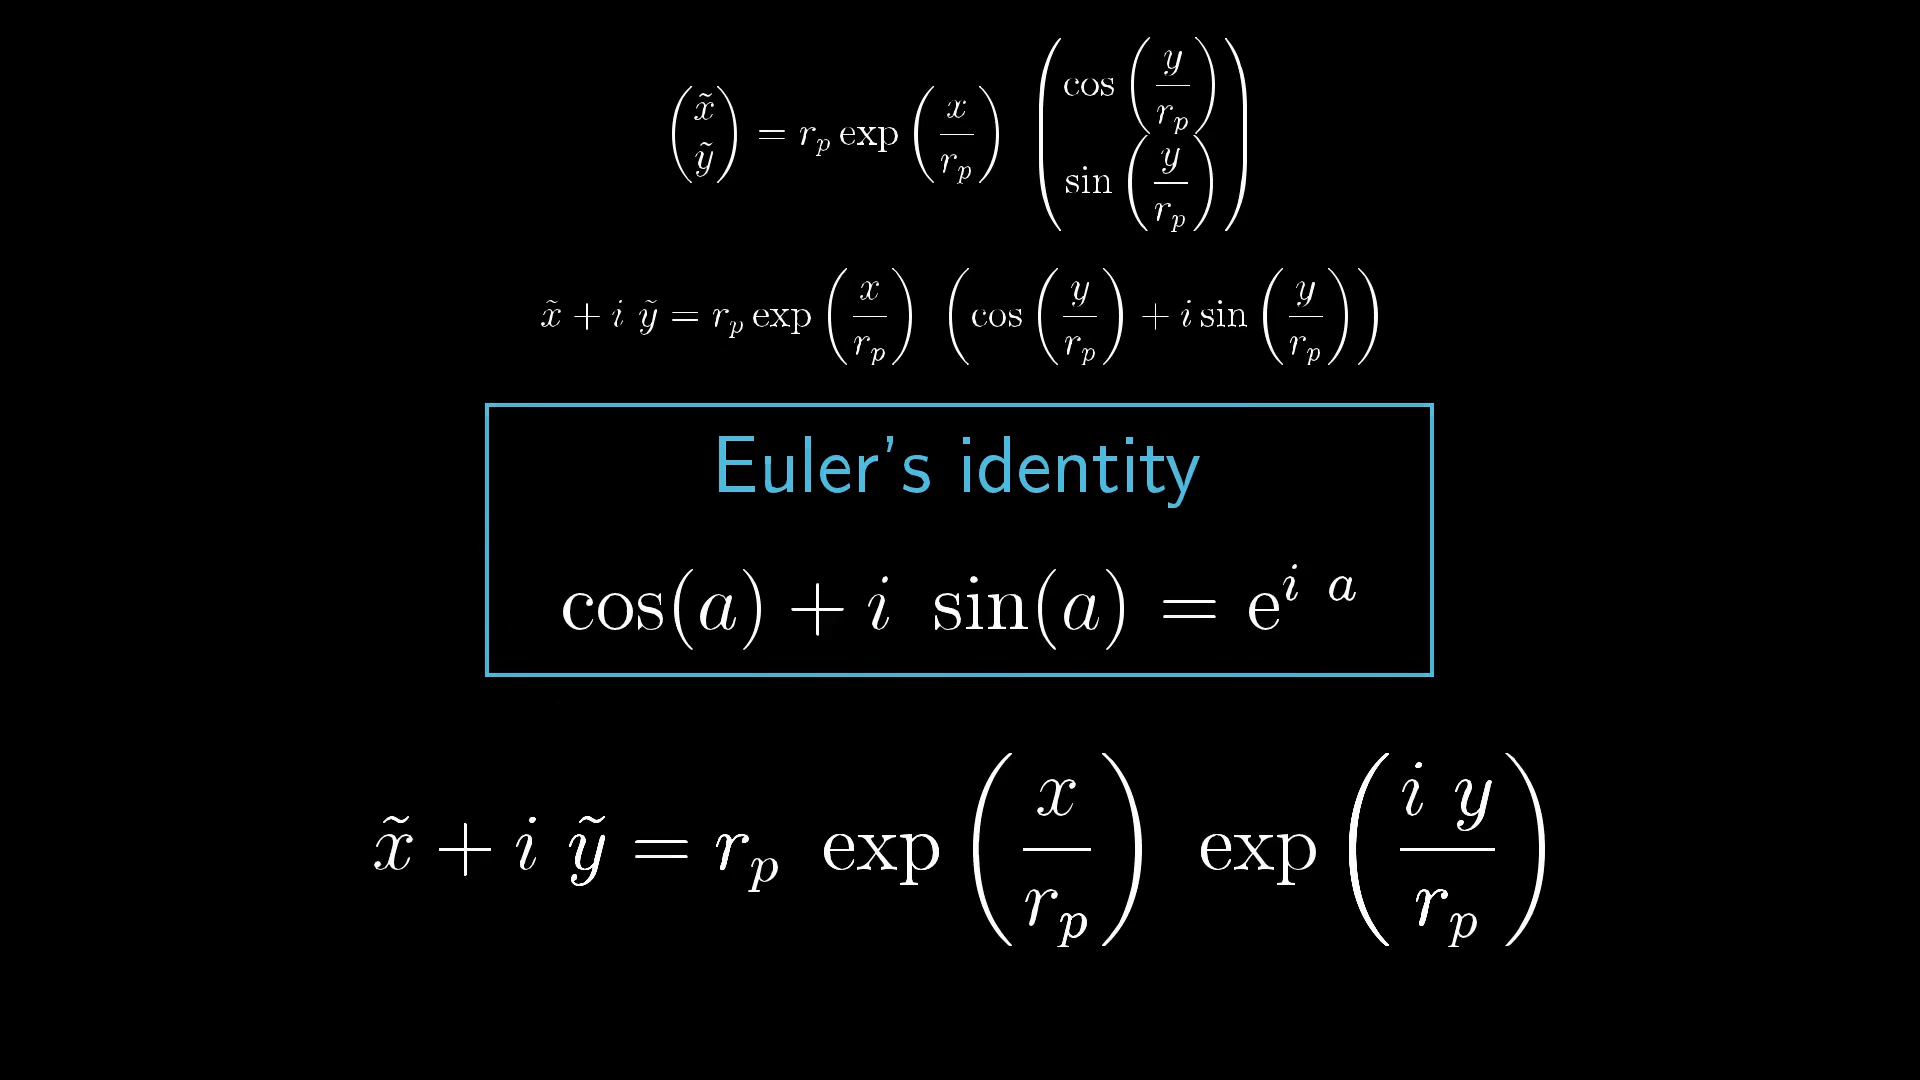 (x̃ ỹ) = r_p exp(x/r_p) (cos(y/r_p) sin(y/r_p))
x̃ + i ỹ = r_p exp(x/r_p) (cos(y/r_p) + i sin(y/r_p))
Euler's identity
cos(a) + i sin(a) = e^{i a}
x̃ + i ỹ = r_p exp(x/r_p) exp(i y/r_p)